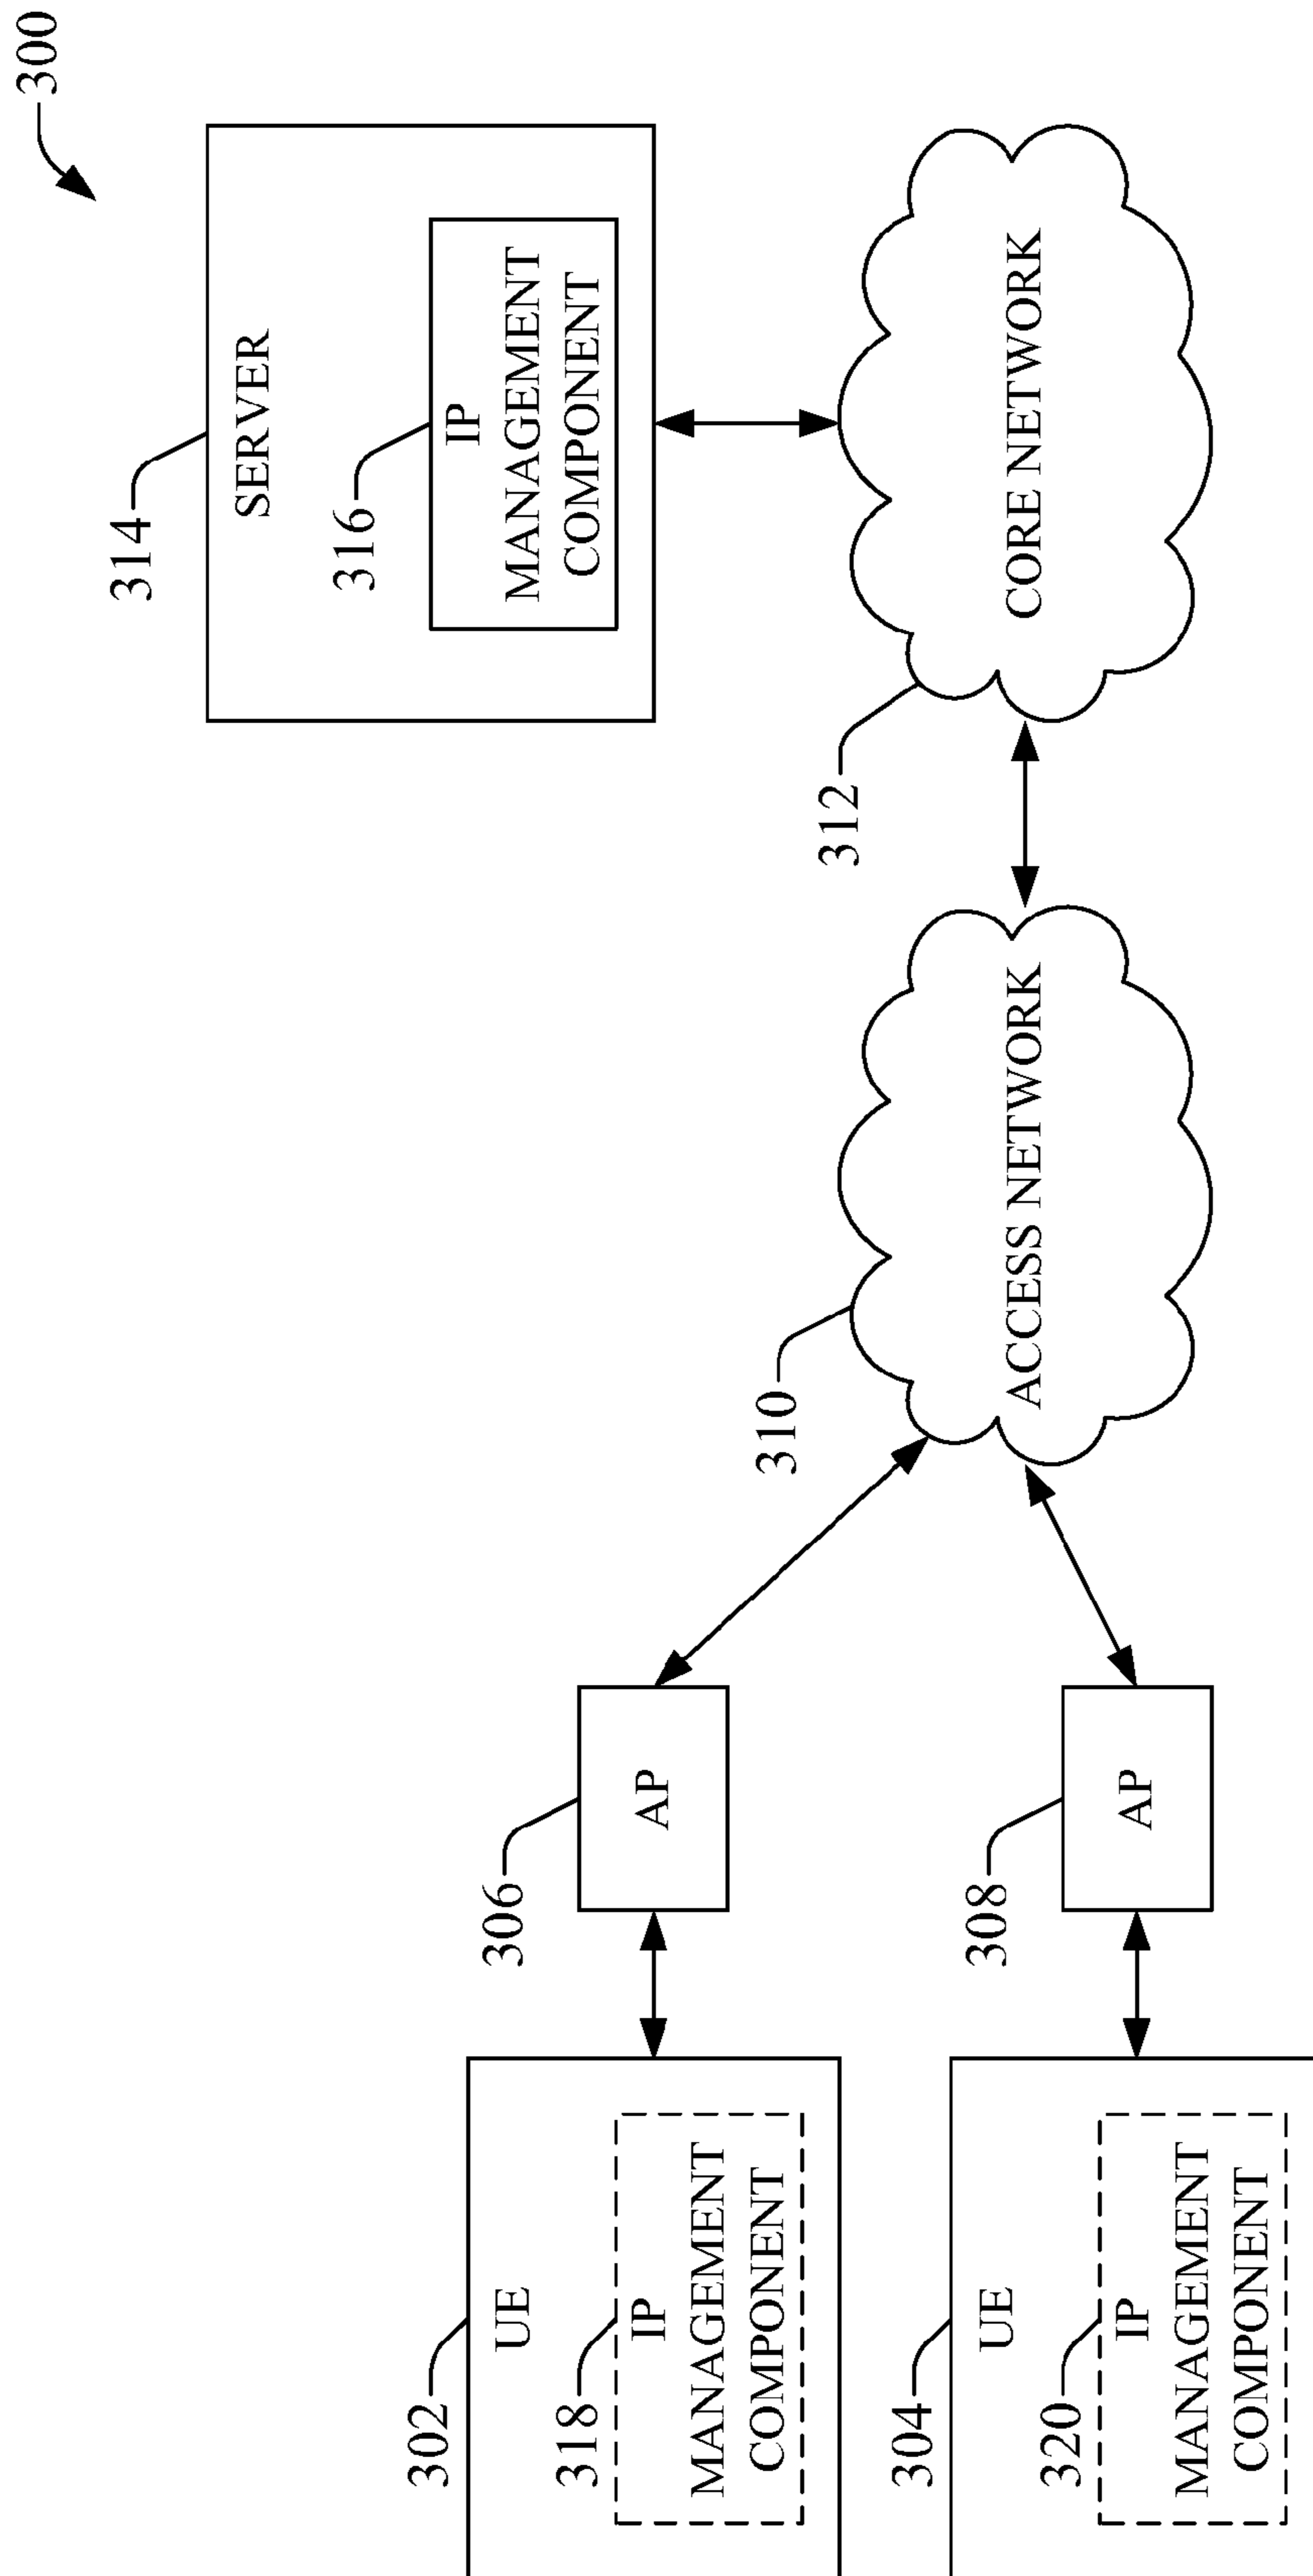 300
314
SERVER
316
IP
MANAGEMENT
COMPONENT
302
UE
318
IP
MANAGEMENT
COMPONENT
306
AP
310
ACCESS NETWORK
312
CORE NETWORK
304
UE
320
IP
MANAGEMENT
COMPONENT
308
AP